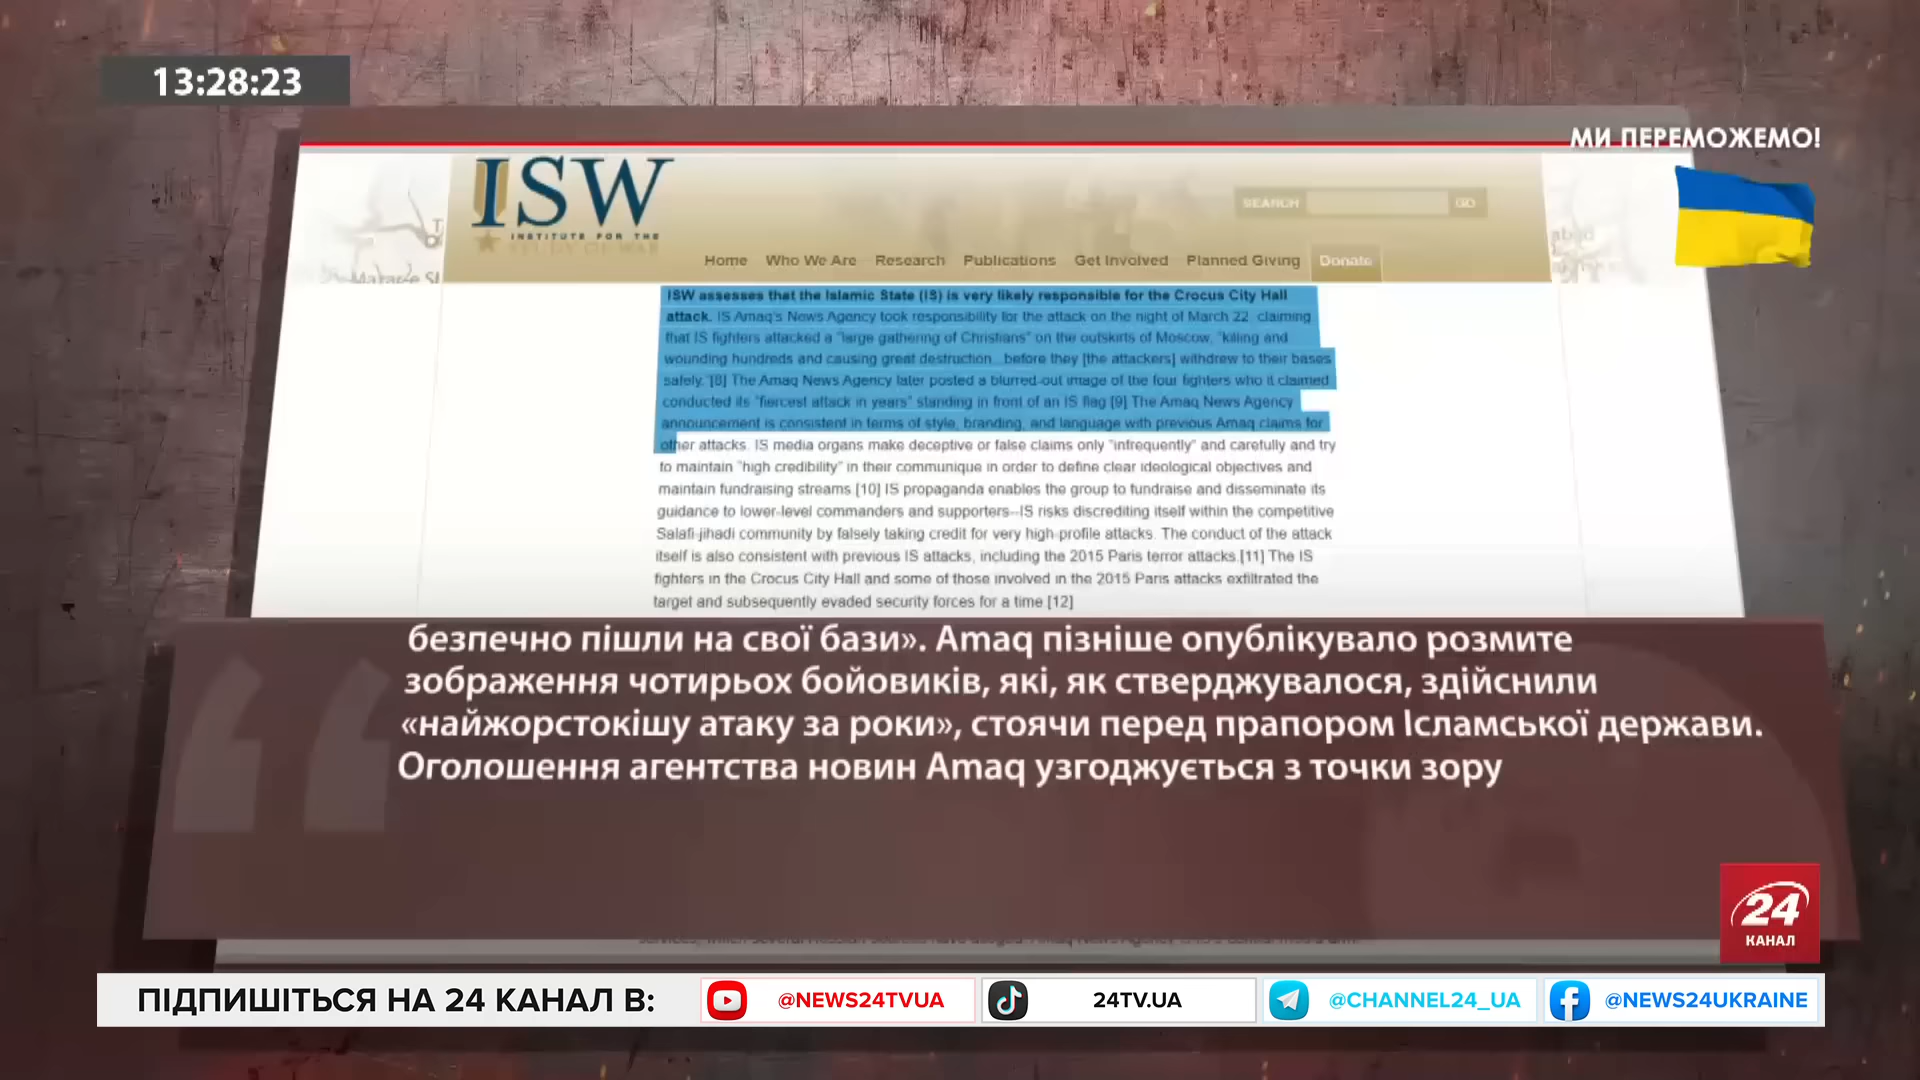 13:28:23
МИ ПЕРЕМОЖЕМО!
ISW
INSTITUTE FOR THE
STUDY OF WAR
SEARCH
GO
Home Who We Are Research Publications Get Involved Planned Giving Donate
ISW assesses that the Islamic State (IS) is very likely responsible for the Crocus City Hall
attack. IS Amaq's News Agency took responsibility for the attack on the night of March 22, claiming
that IS fighters attacked a "large gathering of Christians" on the outskirts of Moscow, "killing and
wounding hundreds and causing great destruction...before they [the attackers] withdrew to their bases
safely."[8] The Amaq News Agency later posted a blurred-out image of the four fighters who it claimed
conducted its "fiercest attack in years" standing in front of an IS flag.[9] The Amaq News Agency
announcement is consistent in terms of style, branding, and language with previous Amaq claims for
other attacks. IS media organs make deceptive or false claims only "infrequently" and carefully and try
to maintain "high credibility" in their communique in order to define clear ideological objectives and
maintain fundraising streams.[10] IS propaganda enables the group to fundraise and disseminate its
guidance to lower-level commanders and supporters--IS risks discrediting itself within the competitive
Salafi-jihadi community by falsely taking credit for very high-profile attacks. The conduct of the attack
itself is also consistent with previous IS attacks, including the 2015 Paris terror attacks.[11] The IS
fighters in the Crocus City Hall and some of those involved in the 2015 Paris attacks exfiltrated the
target and subsequently evaded security forces for a time.[12]
безпечно пішли на свої бази». Amaq пізніше опублікувало розмите
зображення чотирьох бойовиків, які, як стверджувалося, здійснили
«найжорстокішу атаку за роки», стоячи перед прапором Ісламської держави.
Оголошення агентства новин Amaq узгоджується з точки зору
24
КАНАЛ
ПІДПИШІТЬСЯ НА 24 КАНАЛ В:
@NEWS24TVUA
24TV.UA
@CHANNEL24_UA
@NEWS24UKRAINE